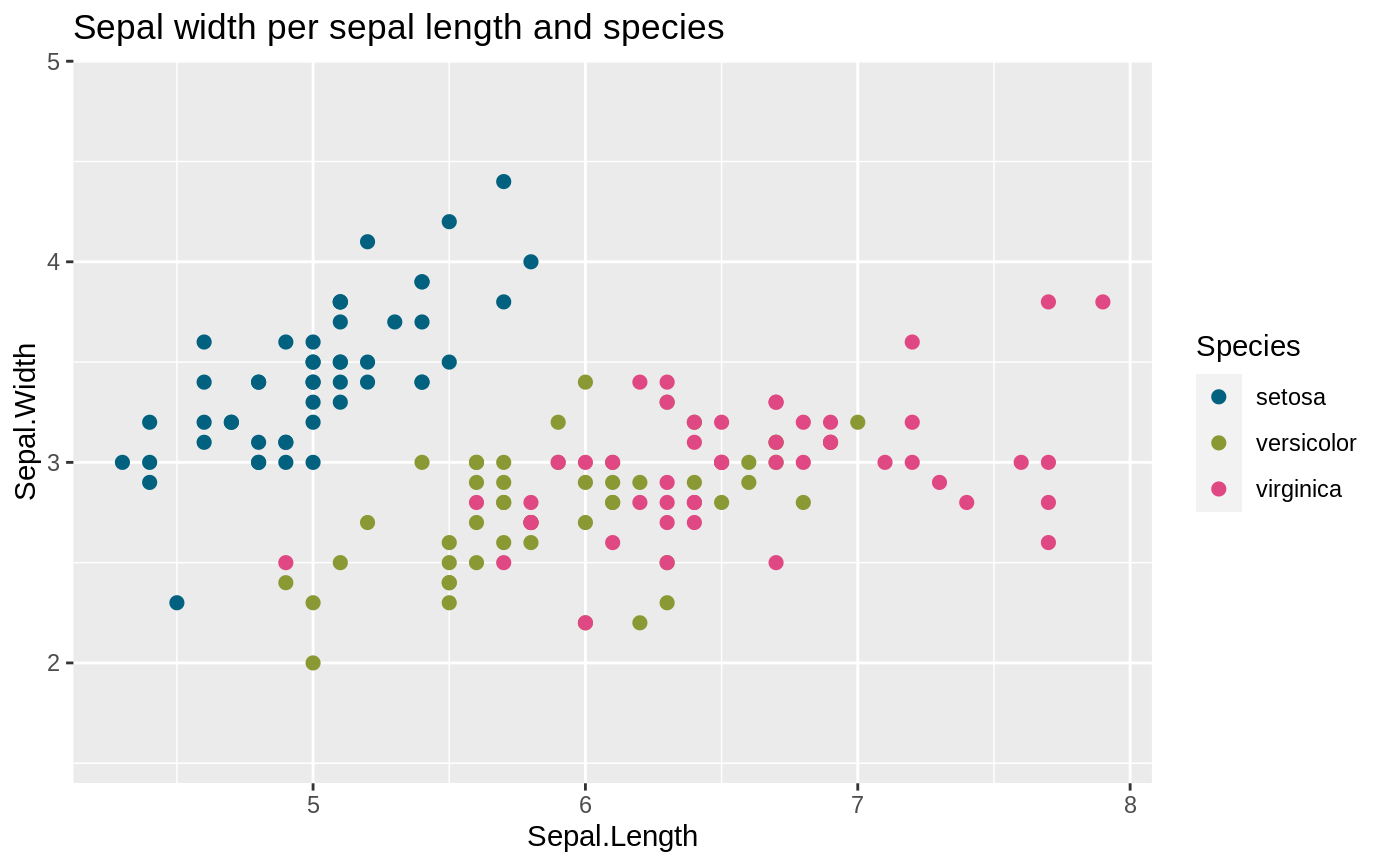 Sepal width per sepal length and species
5
4
3
2
Sepal.Width
5 6 7 8
Sepal.Length
Species
setosa
versicolor
virginica